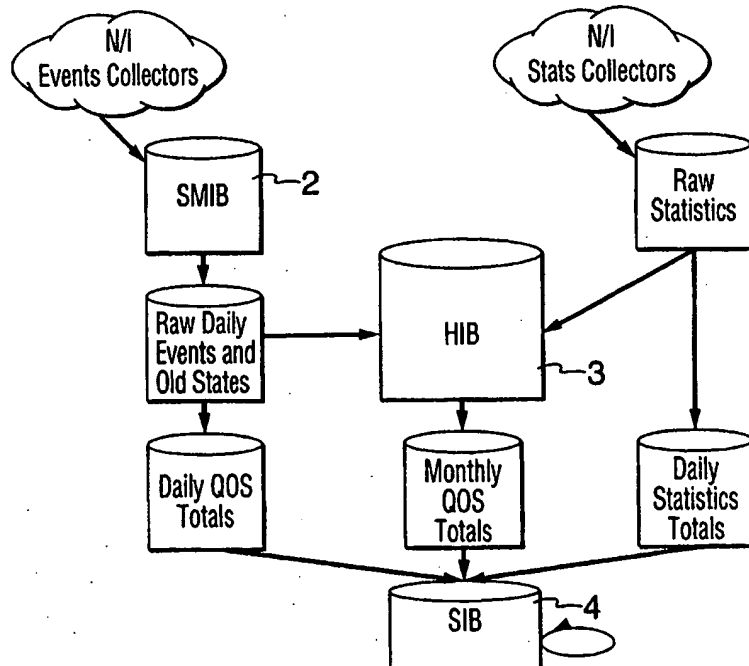 N/I
Events Collectors
N/I
Stats Collectors
SMIB
2
Raw
Statistics
Raw Daily
Events and
Old States
HIB
3
Daily QOS
Totals
Monthly
QOS
Totals
Daily
Statistics
Totals
SIB
4